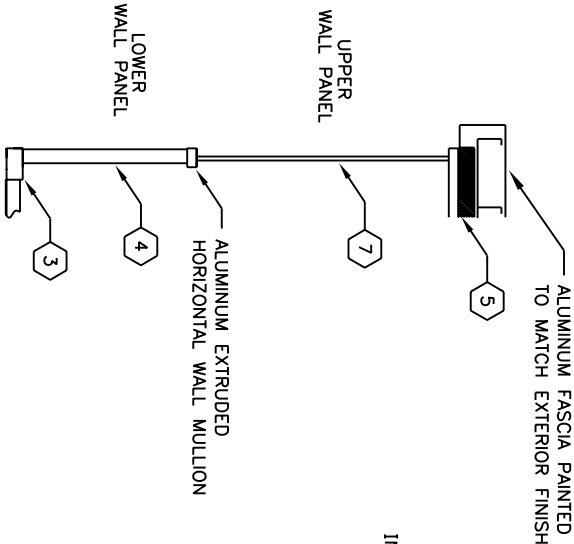 ALUMINUM FASCIA PAINTED
TO MATCH EXTERIOR FINISH
5
UPPER
WALL PANEL
7
ALUMINUM EXTRUDED
HORIZONTAL WALL MULLION
LOWER
WALL PANEL
4
3